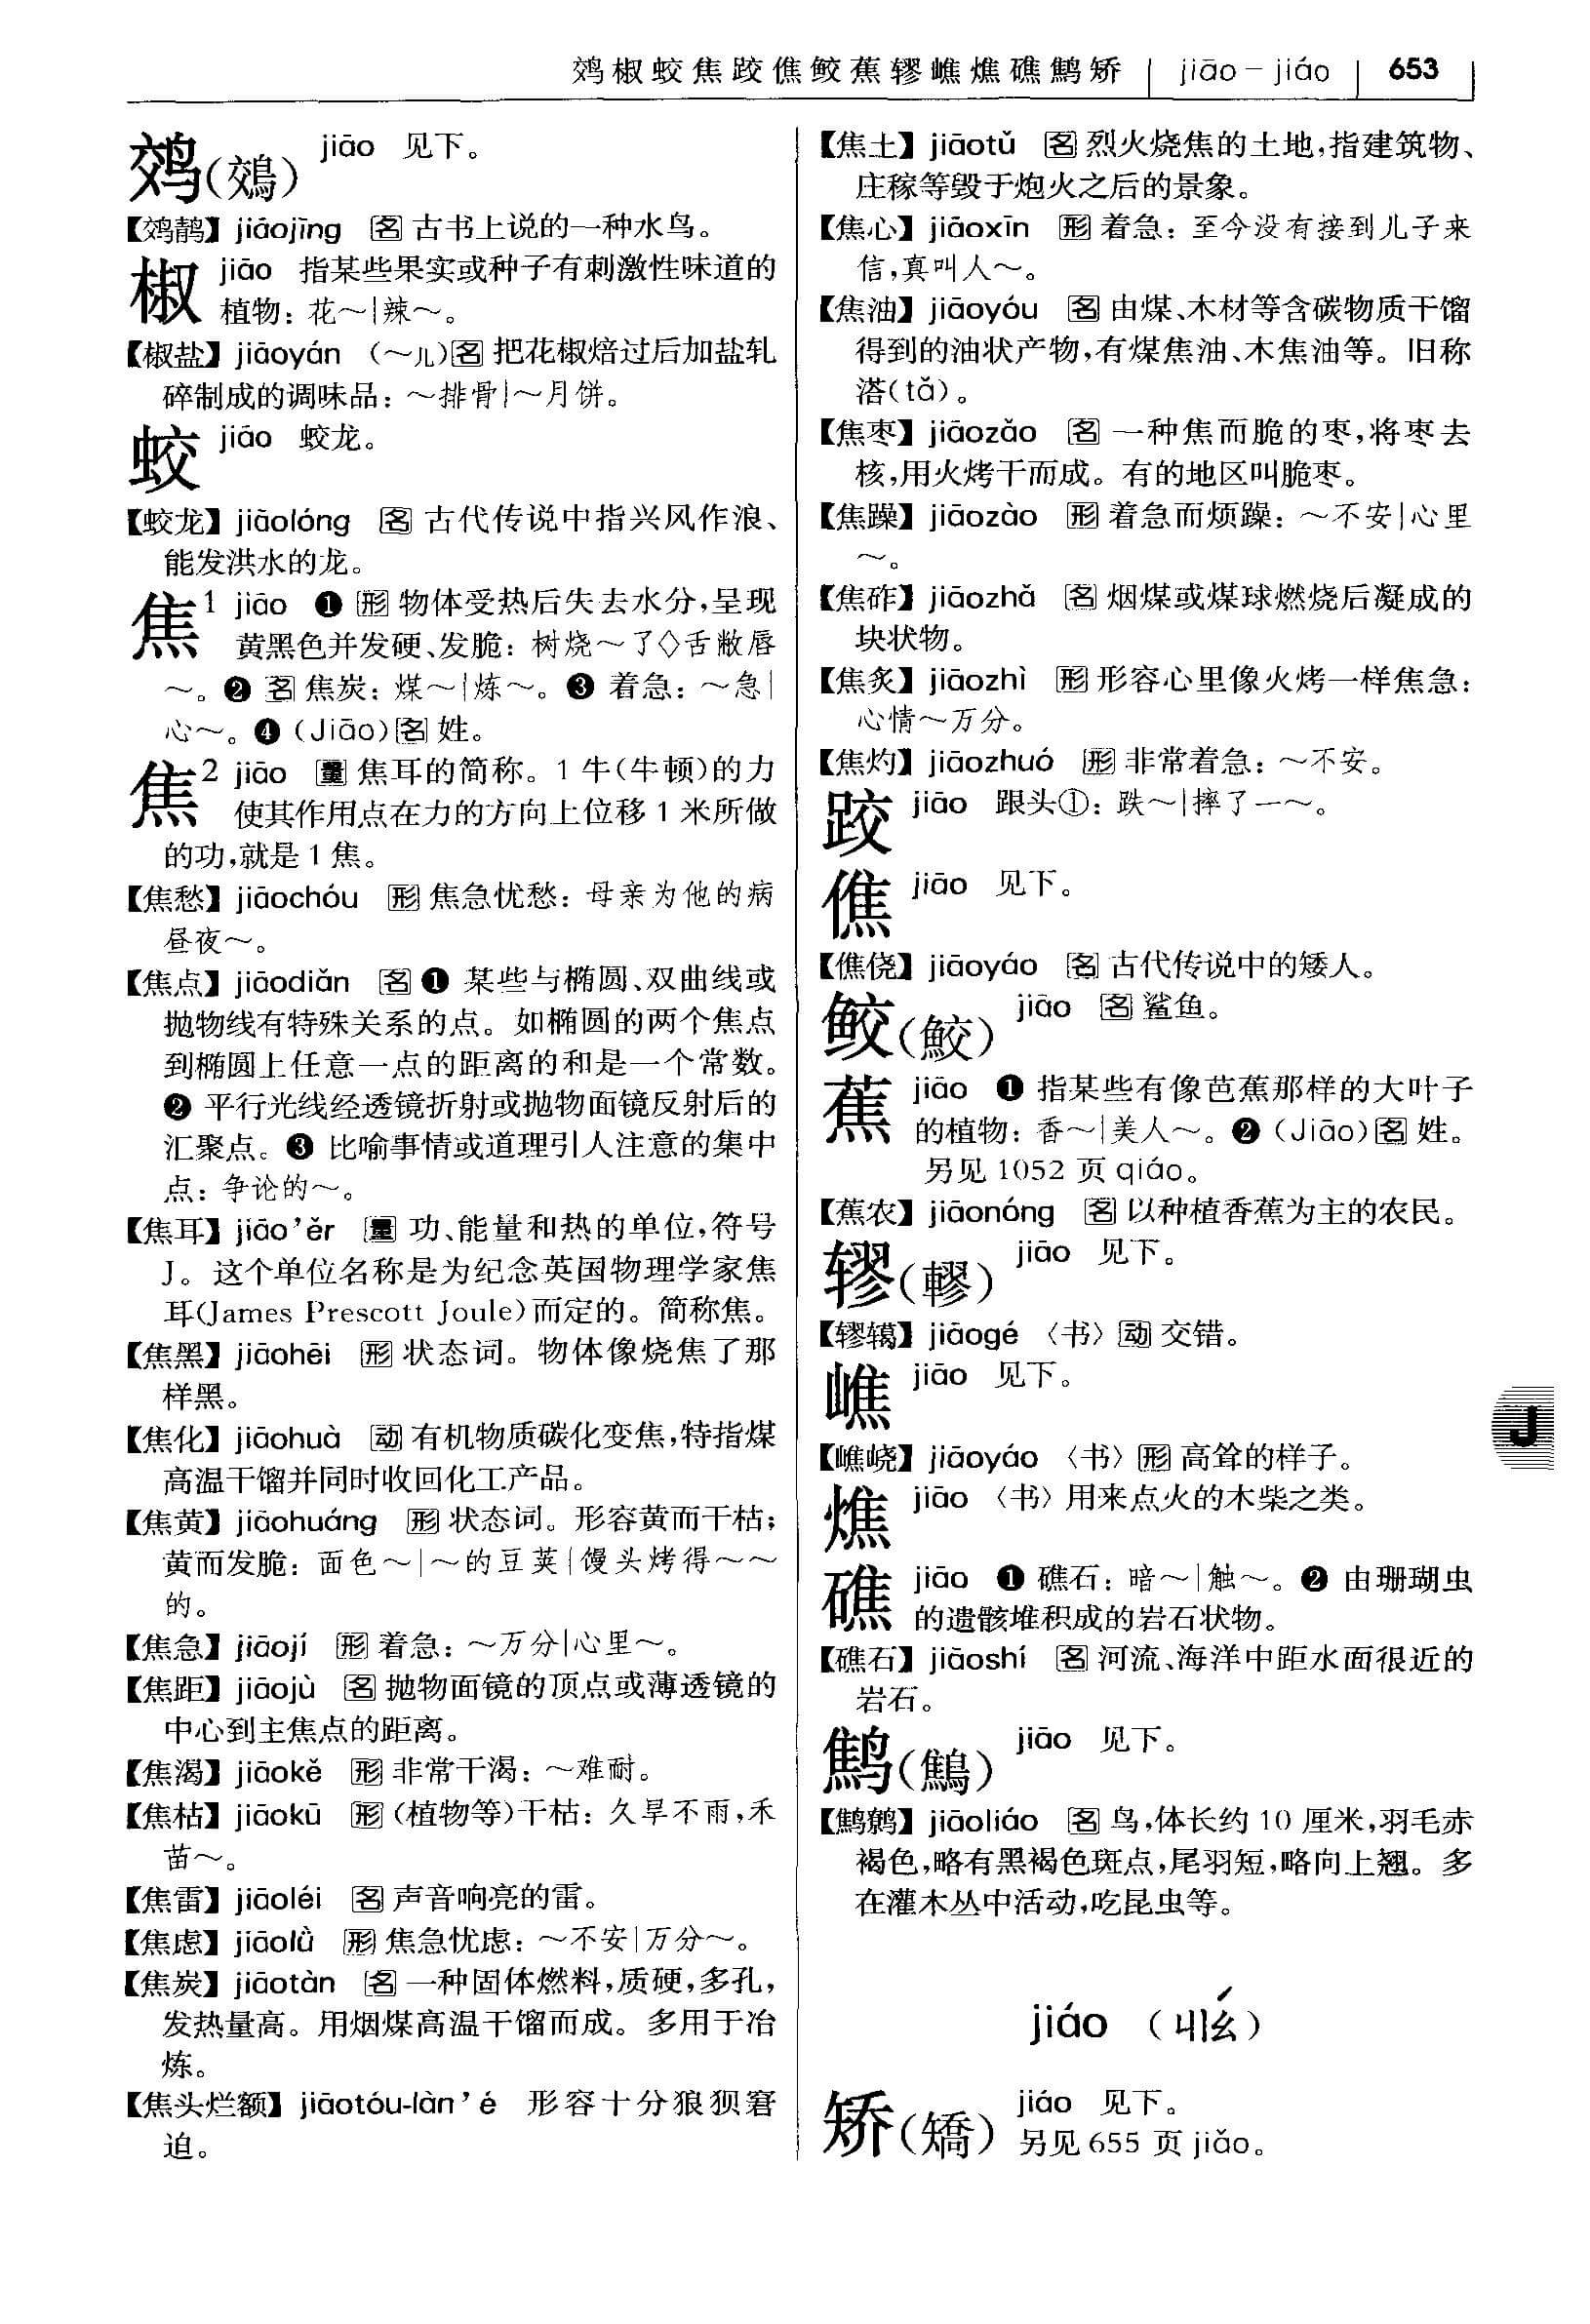 䴔椒蛟焦跤僬鲛蕉轇嶕燋礁鹪矫 jiāo－jiáo 653
䴔(鵁) jiāo 见下。
【䴔䴖】jiāojīng 名 古书上说的一种水鸟。
椒 jiāo 指某些果实或种子有刺激性味道的
植物：花～|辣～。
【椒盐】jiāoyán （～儿）名 把花椒焙过后加盐轧
碎制成的调味品：～排骨|～月饼。
蛟 jiāo 蛟龙。
【蛟龙】jiāolóng 名 古代传说中指兴风作浪、
能发洪水的龙。
焦1 jiāo ❶ 形 物体受热后失去水分，呈现
黄黑色并发硬、发脆：树烧～了◇舌敝唇
～。❷ 名 焦炭：煤～|炼～。❸ 着急：～急|
心～。❹（Jiāo）名 姓。
焦2 jiāo 量 焦耳的简称。1 牛（牛顿）的力
使其作用点在力的方向上位移 1 米所做
的功，就是 1 焦。
【焦愁】jiāochóu 形 焦急忧愁：母亲为他的病
昼夜～。
【焦点】jiāodiǎn 名 ❶ 某些与椭圆、双曲线或
抛物线有特殊关系的点。如椭圆的两个焦点
到椭圆上任意一点的距离的和是一个常数。
❷ 平行光线经透镜折射或抛物面镜反射后的
汇聚点。❸ 比喻事情或道理引人注意的集中
点：争论的～。
【焦耳】jiāo’ěr 量 功、能量和热的单位，符号
J。这个单位名称是为纪念英国物理学家焦
耳（James Prescott Joule）而定的。简称焦。
【焦黑】jiāohēi 形 状态词。物体像烧焦了那
样黑。
【焦化】jiāohuà 动 有机物质碳化变焦，特指煤
高温干馏并同时收回化工产品。
【焦黄】jiāohuáng 形 状态词。形容黄而干枯；
黄而发脆：面色～|～的豆荚|馒头烤得～～
的。
【焦急】jiāojí 形 着急：～万分|心里～。
【焦距】jiāojù 名 抛物面镜的顶点或薄透镜的
中心到主焦点的距离。
【焦渴】jiāokě 形 非常干渴：～难耐。
【焦枯】jiāokū 形（植物等）干枯：久旱不雨，禾
苗～。
【焦雷】jiāoléi 名 声音响亮的雷。
【焦虑】jiāolǜ 形 焦急忧虑：～不安|万分～。
【焦炭】jiāotàn 名 一种固体燃料，质硬，多孔，
发热量高。用烟煤高温干馏而成。多用于冶
炼。
【焦头烂额】jiāotóu-làn’é 形容十分狼狈窘
迫。
【焦土】jiāotǔ 名 烈火烧焦的土地，指建筑物、
庄稼等毁于炮火之后的景象。
【焦心】jiāoxīn 形 着急：至今没有接到儿子来
信，真叫人～。
【焦油】jiāoyóu 名 由煤、木材等含碳物质干馏
得到的油状产物，有煤焦油、木焦油等。旧称
溚（tǎ）。
【焦枣】jiāozǎo 名 一种焦而脆的枣，将枣去
核，用火烤干而成。有的地区叫脆枣。
【焦躁】jiāozào 形 着急而烦躁：～不安|心里
～。
【焦砟】jiāozhǎ 名 烟煤或煤球燃烧后凝成的
块状物。
【焦炙】jiāozhì 形 形容心里像火烤一样焦急：
心情～万分。
【焦灼】jiāozhuó 形 非常着急：～不安。
跤 jiāo 跟头①：跌～|摔了一～。
僬 jiāo 见下。
【僬侥】jiāoyáo 名 古代传说中的矮人。
鲛(鮫) jiāo 名 鲨鱼。
蕉 jiāo ❶ 指某些有像芭蕉那样的大叶子
的植物：香～|美人～。❷（Jiāo）名 姓。
另见 1052 页 qiáo。
【蕉农】jiāonóng 名 以种植香蕉为主的农民。
轇(轇) jiāo 见下。
【轇轕】jiāogé 〈书〉动 交错。
嶕 jiāo 见下。
【嶕峣】jiāoyáo 〈书〉形 高耸的样子。
燋 jiāo 〈书〉用来点火的木柴之类。
礁 jiāo ❶ 礁石：暗～|触～。❷ 由珊瑚虫
的遗骸堆积成的岩石状物。
【礁石】jiāoshí 名 河流、海洋中距水面很近的
岩石。
鹪(鷦) jiāo 见下。
【鹪鹩】jiāoliáo 名 鸟，体长约 10 厘米，羽毛赤
褐色，略有黑褐色斑点，尾羽短，略向上翘。多
在灌木丛中活动，吃昆虫等。
J
jiáo （ㄐㄧㄠˊ）
矫(矯) jiáo 见下。
另见 655 页 jiǎo。